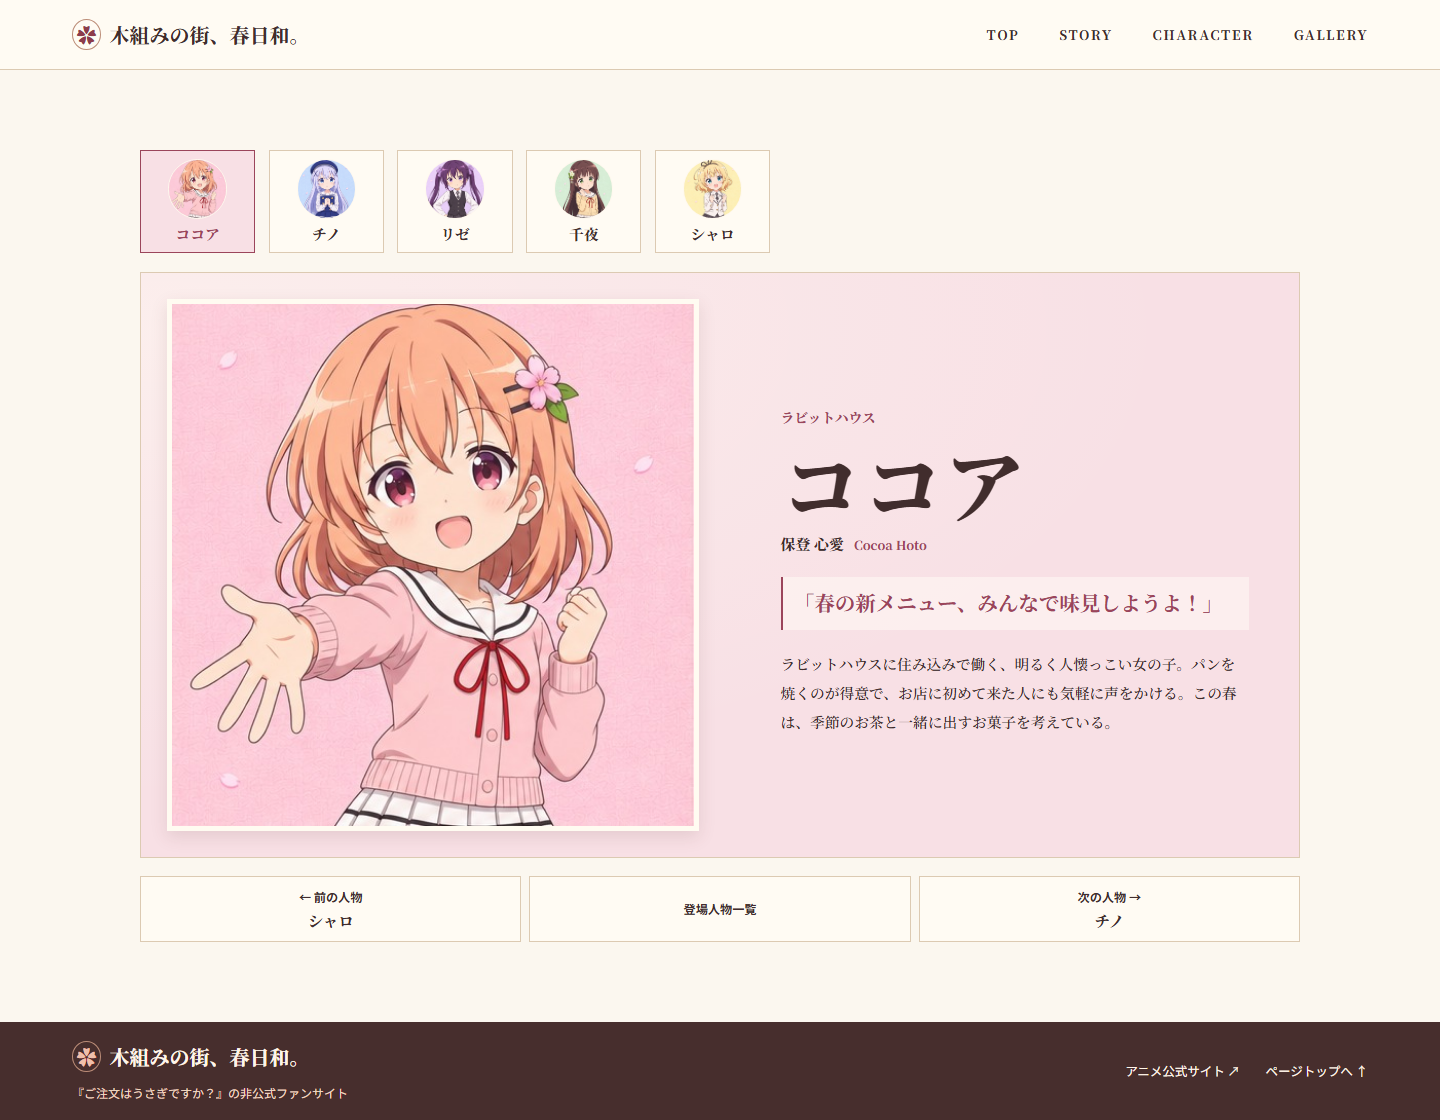 木組みの街、春日和。
TOP STORY CHARACTER GALLERY
ココア チノ リゼ 千夜 シャロ
ラビットハウス
ココア
保登 心愛 Cocoa Hoto
「春の新メニュー、みんなで味見しようよ！」
ラビットハウスに住み込みで働く、明るく人懐っこい女の子。パンを
焼くのが得意で、お店に初めて来た人にも気軽に声をかける。この春
は、季節のお茶と一緒に出すお菓子を考えている。
← 前の人物
シャロ
登場人物一覧
次の人物 →
チノ
木組みの街、春日和。
『ご注文はうさぎですか？』の非公式ファンサイト
アニメ公式サイト ↗ ページトップへ ↑